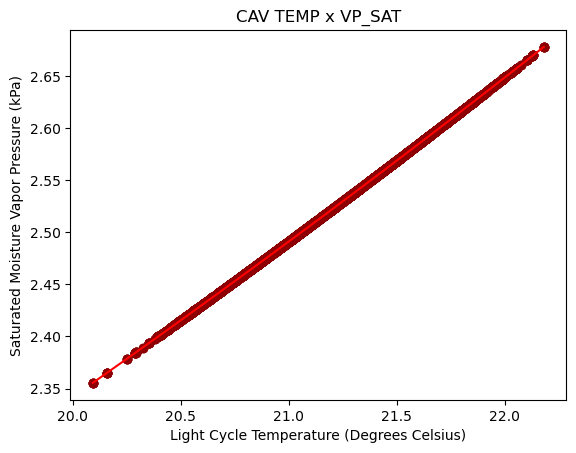 CAV TEMP x VP_SAT
Saturated Moisture Vapor Pressure (kPa)
2.65
2.60
2.55
2.50
2.45
2.40
2.35
20.0 20.5 21.0 21.5 22.0
Light Cycle Temperature (Degrees Celsius)